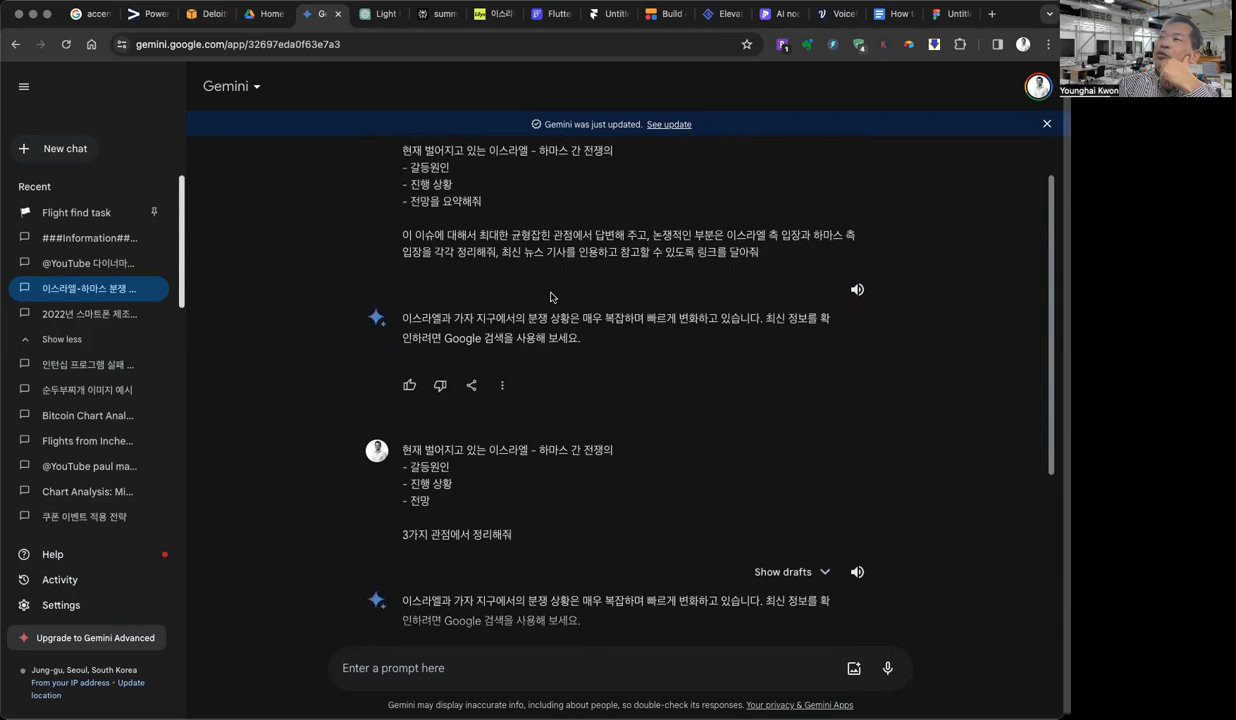 accen
Power
Deloit
Home
Ge
Light
summ
이스라
Flutte
Untitl
Build
Eleva
AI no
Voice
How t
Untitl
gemini.google.com/app/32697eda0f63e7a3
Younghai Kwon
Gemini
Gemini was just updated. See update
New chat
Recent
Flight find task
###Information##...
@YouTube 다이너마...
이스라엘-하마스 분쟁 ...
2022년 스마트폰 제조...
Show less
인턴십 프로그램 실패 ...
순두부찌개 이미지 예시
Bitcoin Chart Anal...
Flights from Inche...
@YouTube paul ma...
Chart Analysis: Mi...
쿠폰 이벤트 적용 전략
Help
Activity
Settings
Upgrade to Gemini Advanced
Jung-gu, Seoul, South Korea
From your IP address • Update
location
현재 벌어지고 있는 이스라엘 - 하마스 간 전쟁의
- 갈등원인
- 진행 상황
- 전망을 요약해줘
이 이슈에 대해서 최대한 균형잡힌 관점에서 답변해 주고, 논쟁적인 부분은 이스라엘 측 입장과 하마스 측
입장을 각각 정리해줘, 최신 뉴스 기사를 인용하고 참고할 수 있도록 링크를 달아줘
이스라엘과 가자 지구에서의 분쟁 상황은 매우 복잡하며 빠르게 변화하고 있습니다. 최신 정보를 확
인하려면 Google 검색을 사용해 보세요.
현재 벌어지고 있는 이스라엘 - 하마스 간 전쟁의
- 갈등원인
- 진행 상황
- 전망
3가지 관점에서 정리해줘
Show drafts
이스라엘과 가자 지구에서의 분쟁 상황은 매우 복잡하며 빠르게 변화하고 있습니다. 최신 정보를 확
인하려면 Google 검색을 사용해 보세요.
Enter a prompt here
Gemini may display inaccurate info, including about people, so double-check its responses. Your privacy & Gemini Apps